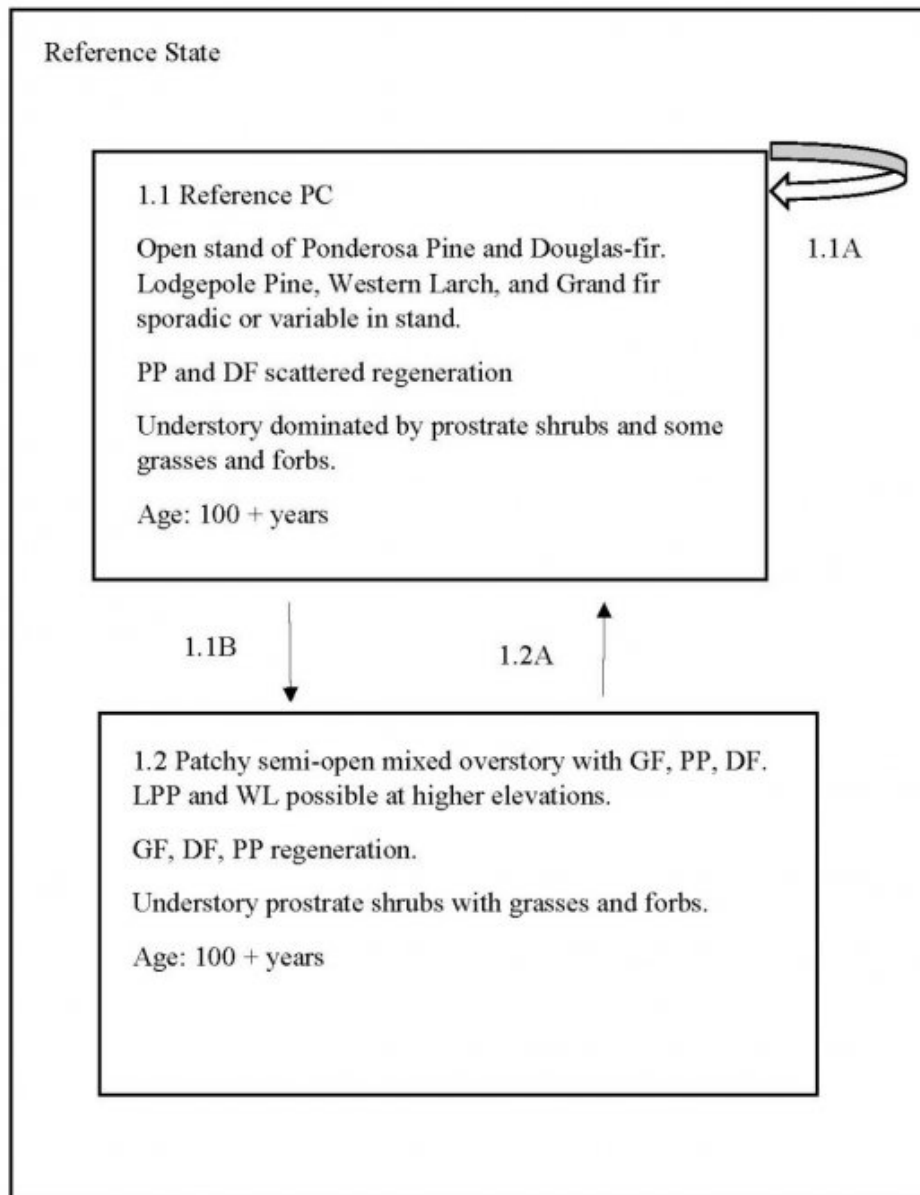 Reference State
1.1 Reference PC
1.1A
Open stand of Ponderosa Pine and Douglas-fir.
Lodgepole Pine, Western Larch, and Grand fir
sporadic or variable in stand.
PP and DF scattered regeneration
Understory dominated by prostrate shrubs and some
grasses and forbs.
Age: 100 + years
1.1B
1.2A
1.2 Patchy semi-open mixed overstory with GF, PP, DF.
LPP and WL possible at higher elevations.
GF, DF, PP regeneration.
Understory prostrate shrubs with grasses and forbs.
Age: 100 + years